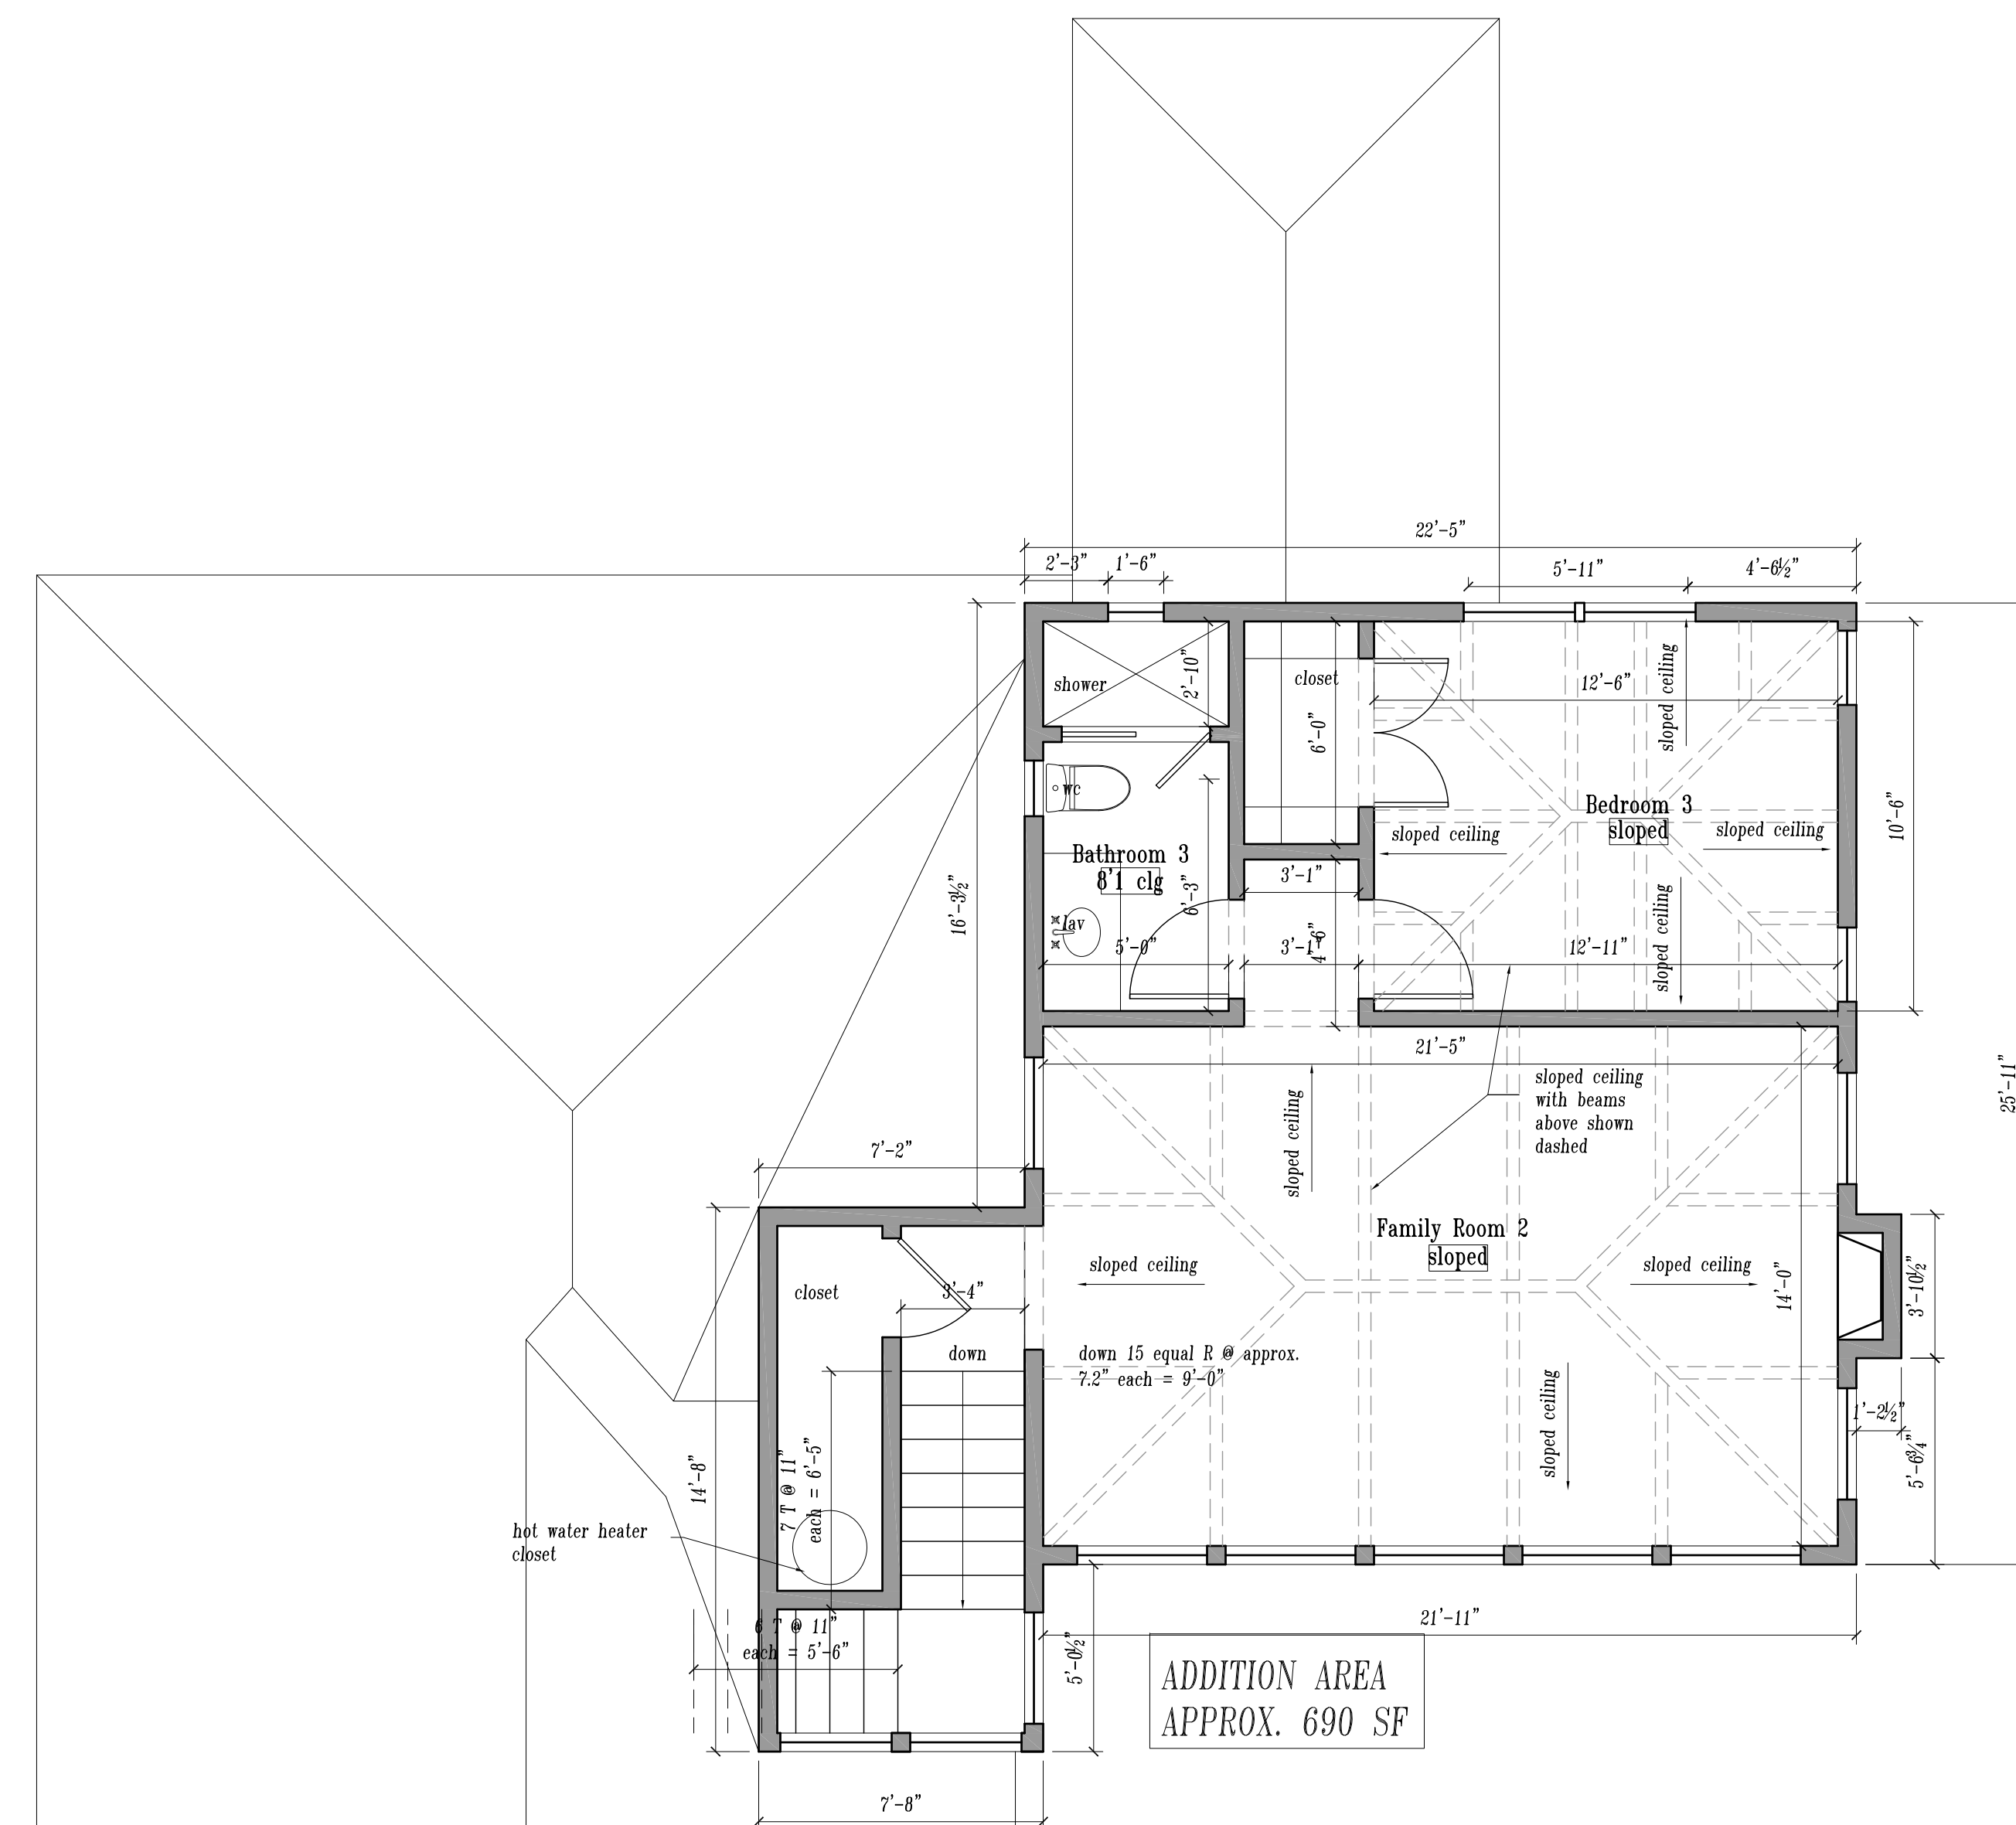 22'-5"
2'-3"
1'-6"
5'-11"
4'-6½"
shower
2'-10"
closet
6'-0"
12'-6"
sloped ceiling
wc
Bedroom 3
sloped
sloped ceiling
sloped ceiling
10'-6"
Bathroom 3
8'1 clg
3'-1"
6'-3"
16'-3½"
lav
5'-0"
3'-1"
4'-6"
12'-11"
sloped ceiling
21'-5"
sloped ceiling
with beams
above shown
dashed
25'-11"
sloped ceiling
7'-2"
Family Room 2
sloped
sloped ceiling
sloped ceiling
closet
3'-4"
14'-0"
3'-10½"
down
down 15 equal R @ approx.
7.2" each = 9'-0"
sloped ceiling
1'-2½"
5'-6¾"
14'-8"
7 T @ 11"
each = 6'-5"
hot water heater
closet
6 T @ 11"
each = 5'-6"
5'-0½"
21'-11"
ADDITION AREA
APPROX. 690 SF
7'-8"